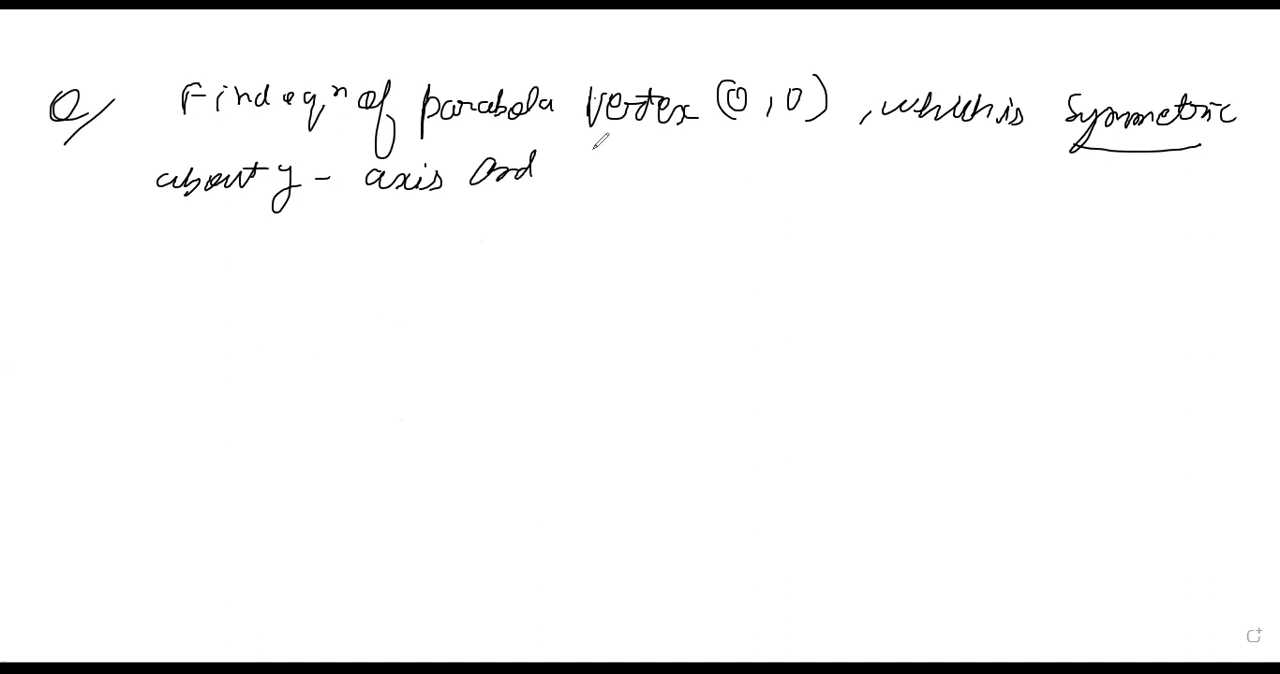 Q/ Find eqⁿ of parabola vertex (0,0), which is symmetric
about y-axis and